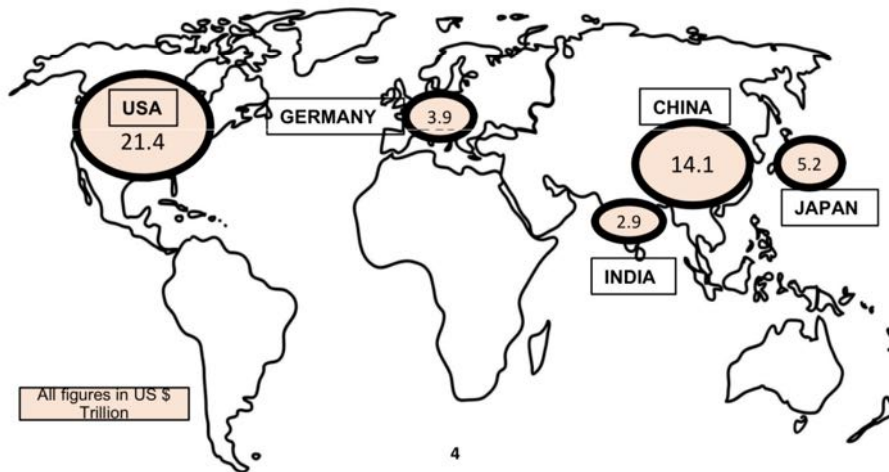 USA
21.4
GERMANY
3.9
CHINA
14.1
5.2
JAPAN
2.9
INDIA
All figures in US $
Trillion
4